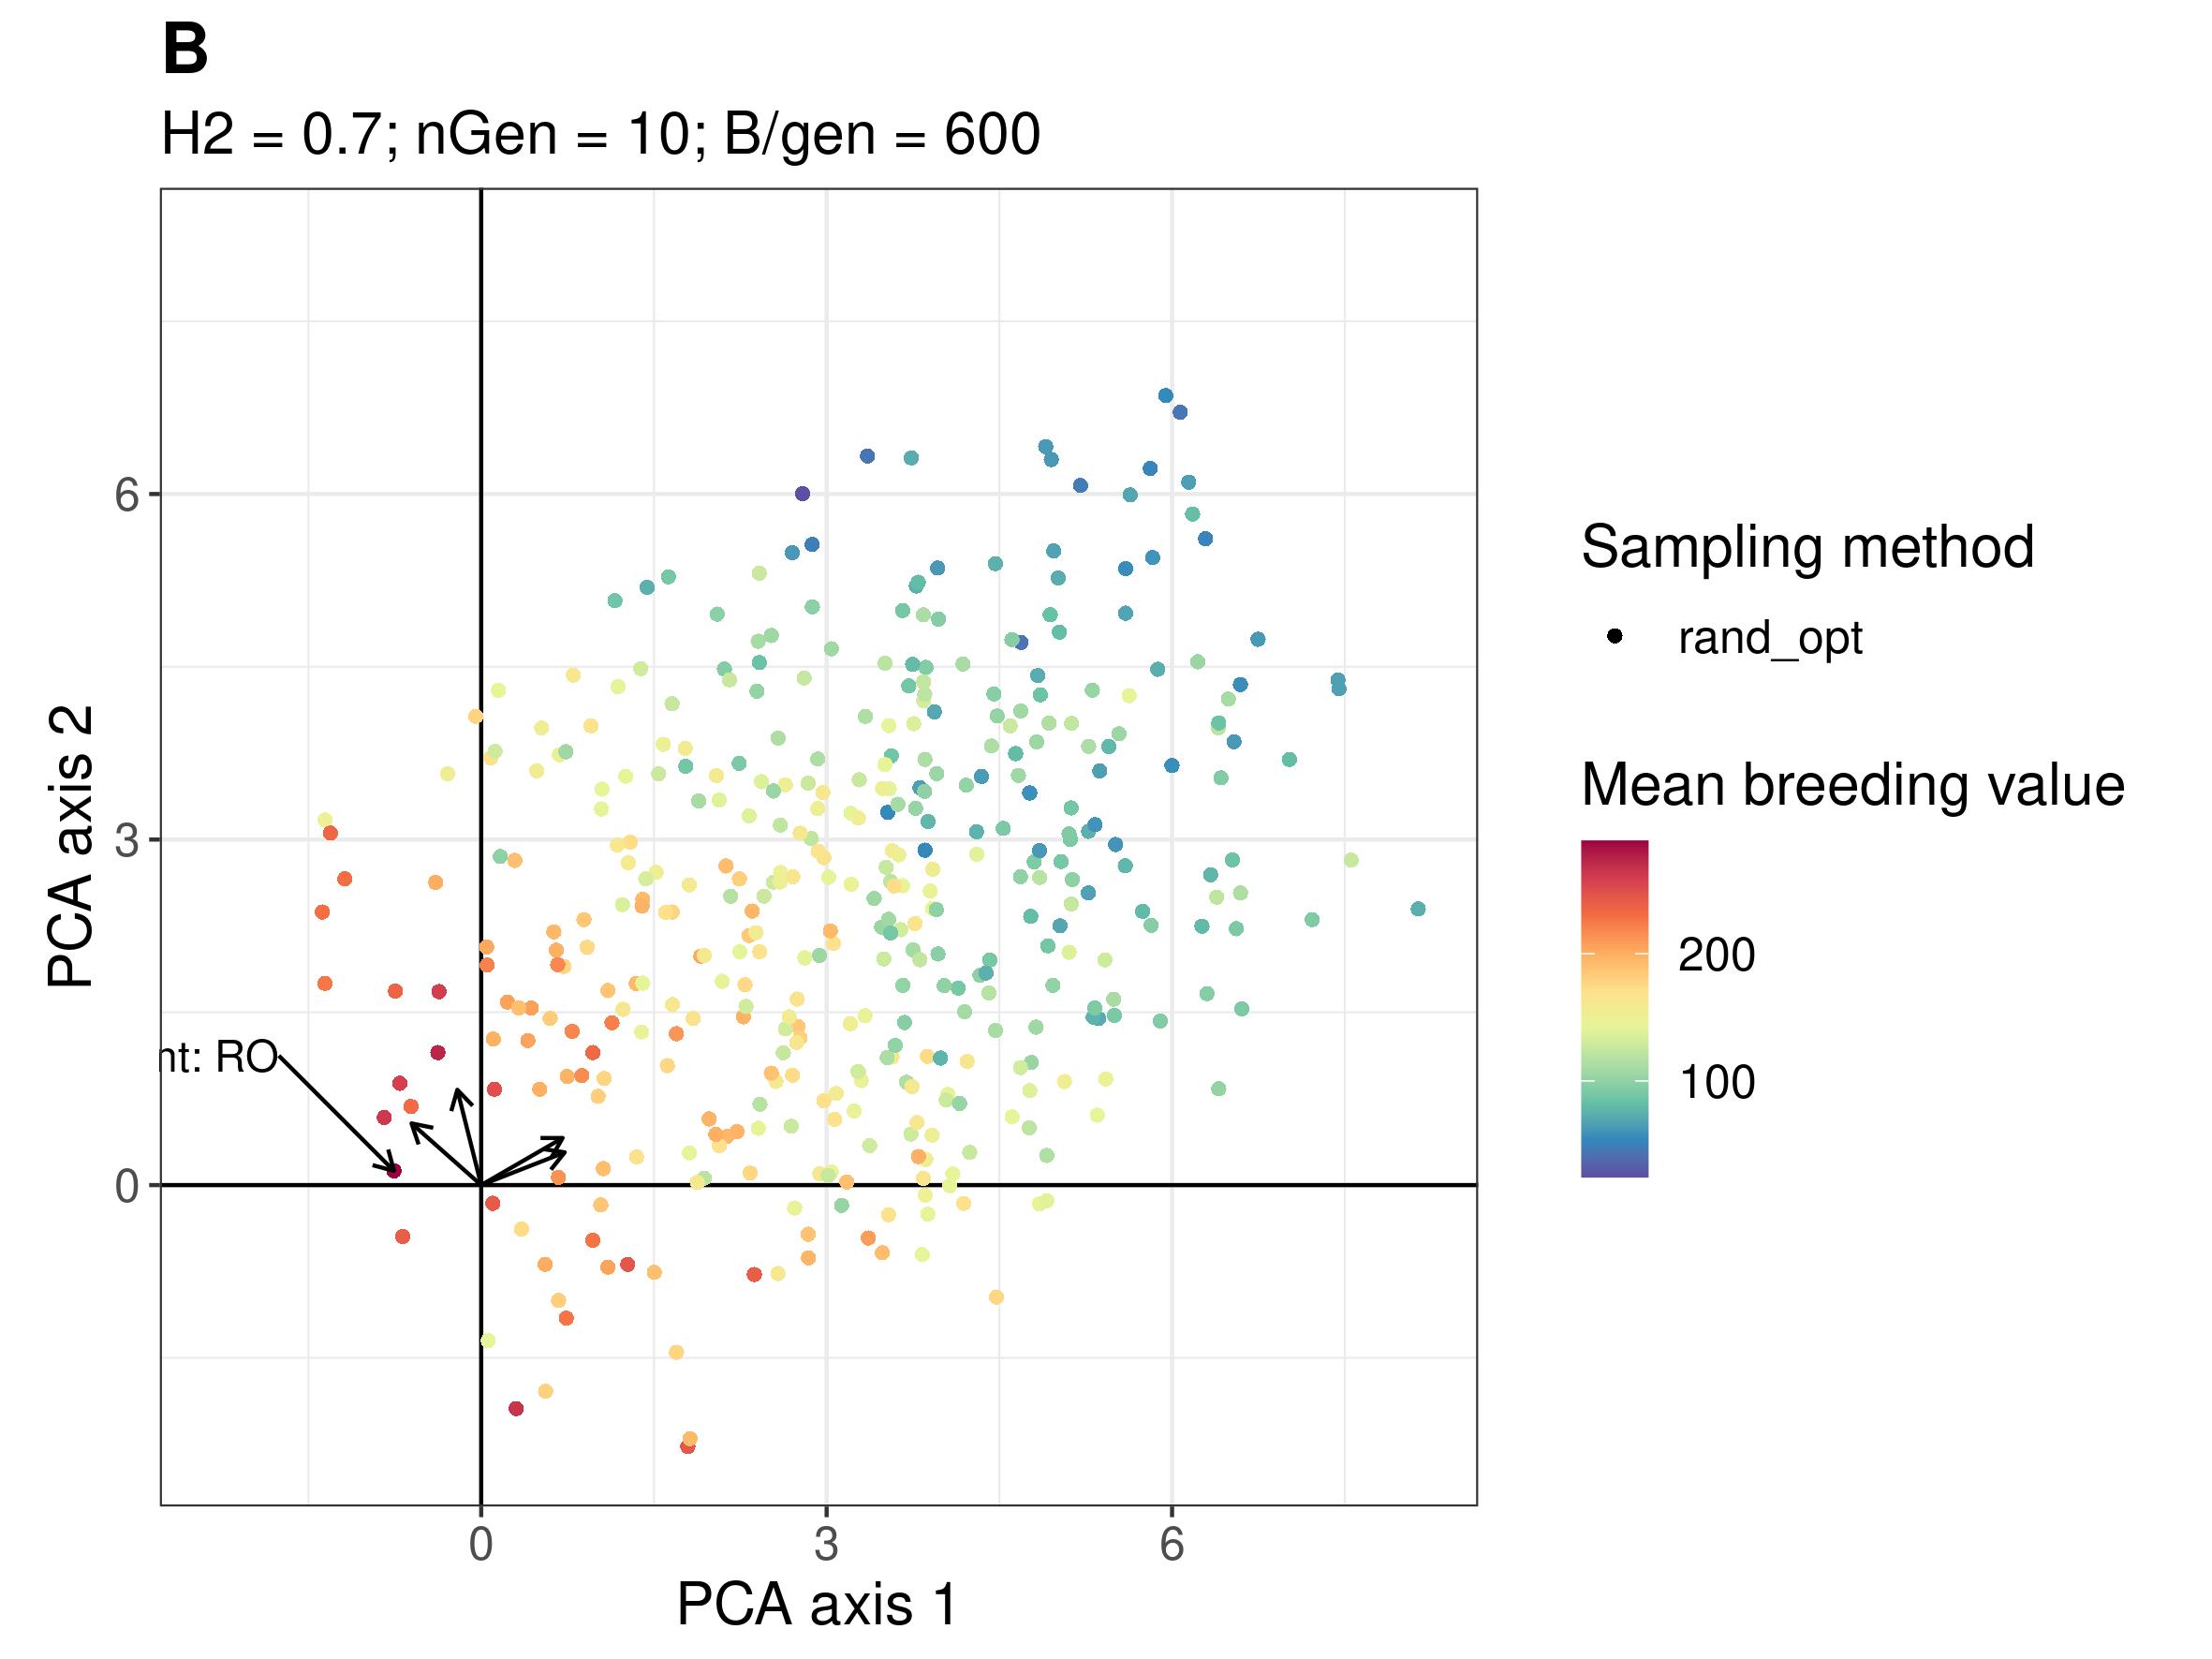 B
H2 = 0.7; nGen = 10; B/gen = 600
PCA axis 2
6
3
0
nt: RO
0
3
6
PCA axis 1
Sampling method
rand_opt
Mean breeding value
200
100